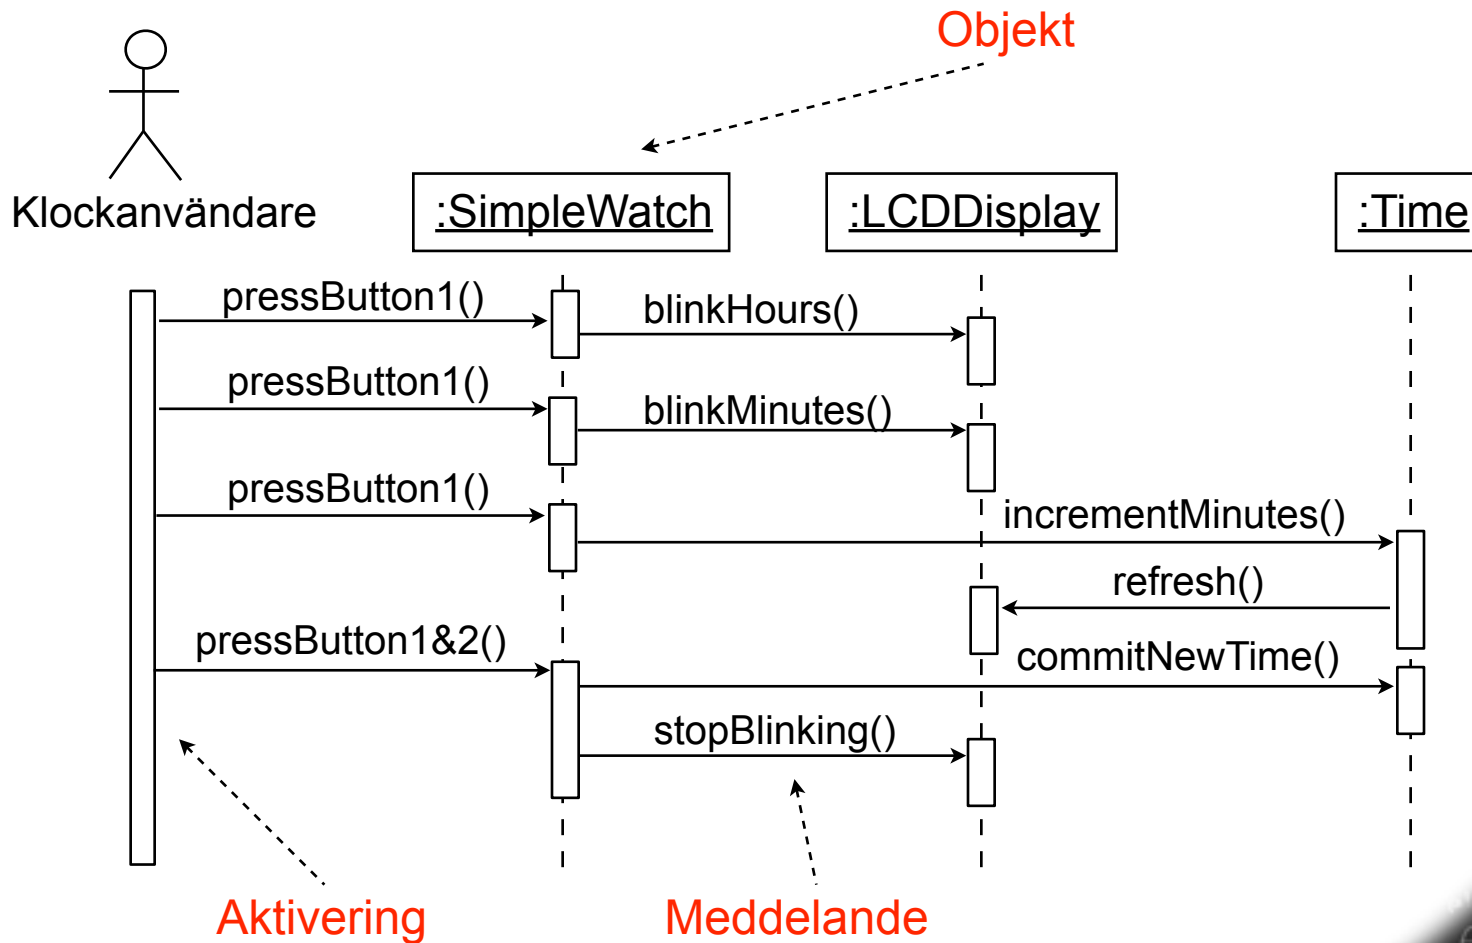 Objekt
Klockanvändare
:SimpleWatch
:LCDDisplay
:Time
pressButton1()
blinkHours()
pressButton1()
blinkMinutes()
pressButton1()
incrementMinutes()
refresh()
pressButton1&2()
commitNewTime()
stopBlinking()
Aktivering
Meddelande